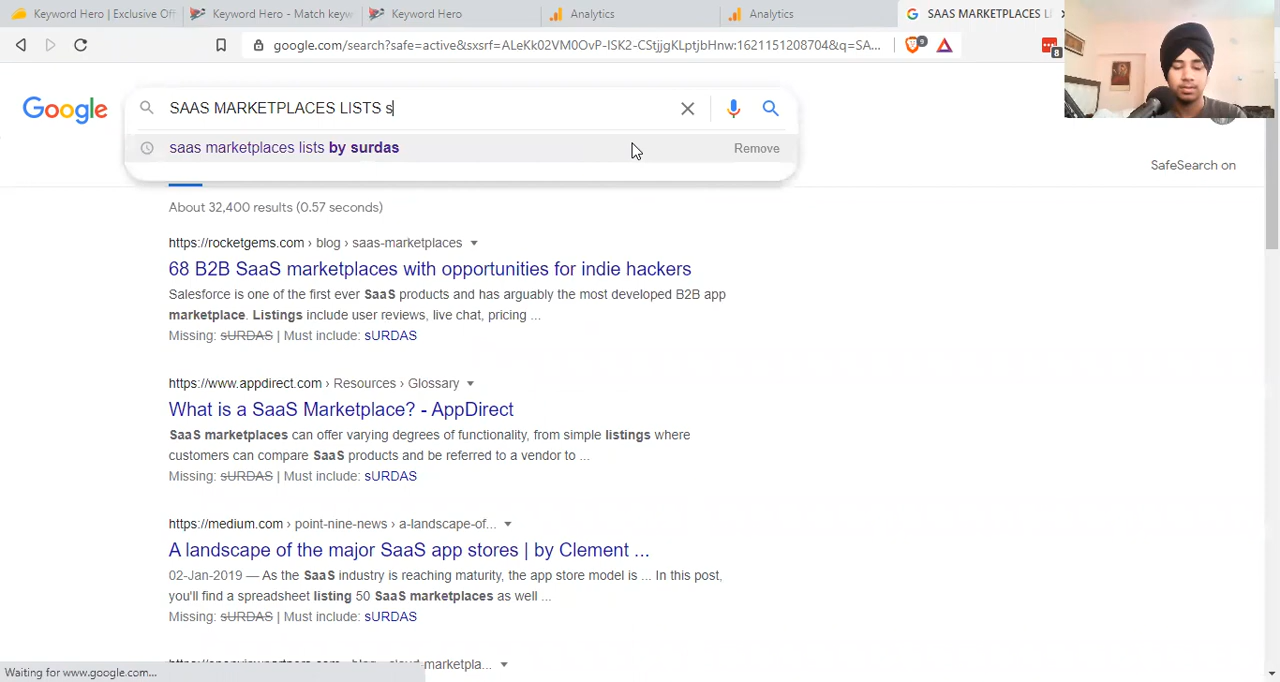 Keyword Hero | Exclusive Off
Keyword Hero - Match keyw
Keyword Hero
Analytics
Analytics
SAAS MARKETPLACES LI
google.com/search?safe=active&sxsrf=ALeKk02VM0OvP-ISK2-CStjjgKLptjbHnw:1621151208704&q=SA...
9
8
Google
SAAS MARKETPLACES LISTS s
saas marketplaces lists by surdas
Remove
SafeSearch on
About 32,400 results (0.57 seconds)
https://rocketgems.com › blog › saas-marketplaces
68 B2B SaaS marketplaces with opportunities for indie hackers
Salesforce is one of the first ever SaaS products and has arguably the most developed B2B app
marketplace. Listings include user reviews, live chat, pricing ...
Missing: sURDAS | Must include: sURDAS
https://www.appdirect.com › Resources › Glossary
What is a SaaS Marketplace? - AppDirect
SaaS marketplaces can offer varying degrees of functionality, from simple listings where
customers can compare SaaS products and be referred to a vendor to ...
Missing: sURDAS | Must include: sURDAS
https://medium.com › point-nine-news › a-landscape-of...
A landscape of the major SaaS app stores | by Clement ...
02-Jan-2019 — As the SaaS industry is reaching maturity, the app store model is ... In this post,
you'll find a spreadsheet listing 50 SaaS marketplaces as well ...
Missing: sURDAS | Must include: sURDAS
Waiting for www.google.com...